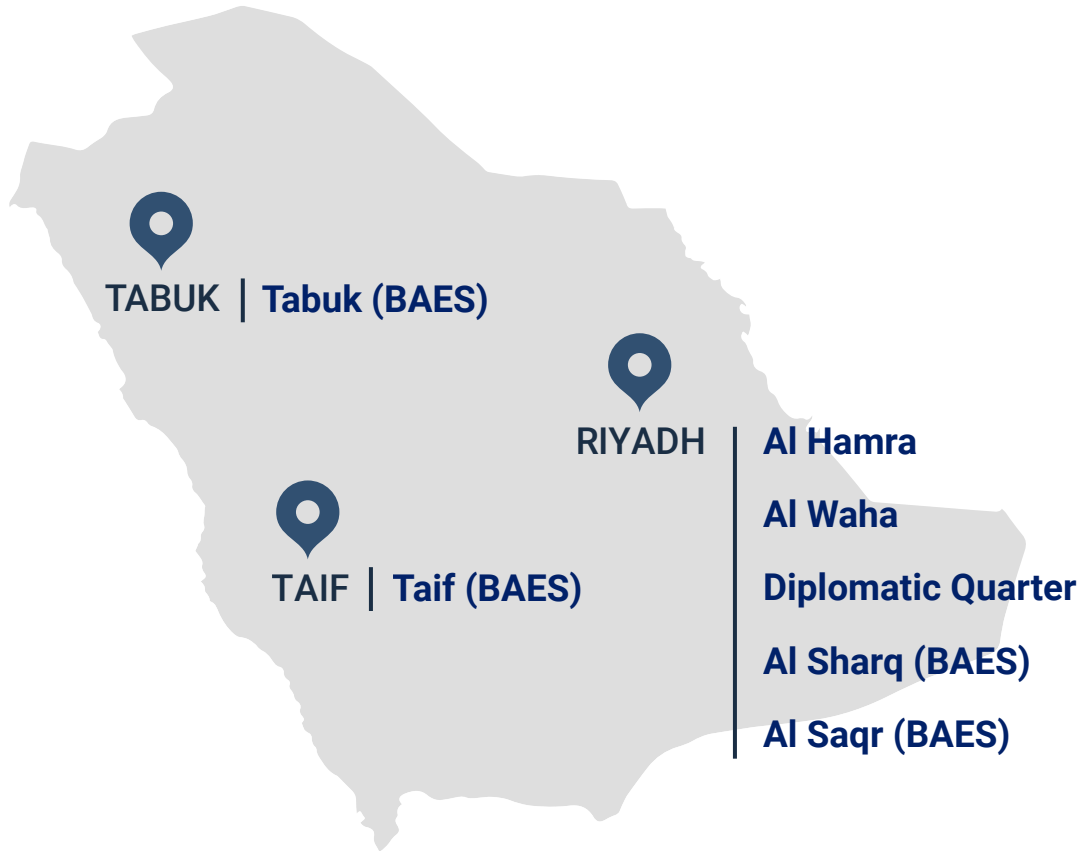 TABUK | Tabuk (BAES)
RIYADH | Al Hamra
Al Waha
Diplomatic Quarter
Al Sharq (BAES)
Al Saqr (BAES)
TAIF | Taif (BAES)